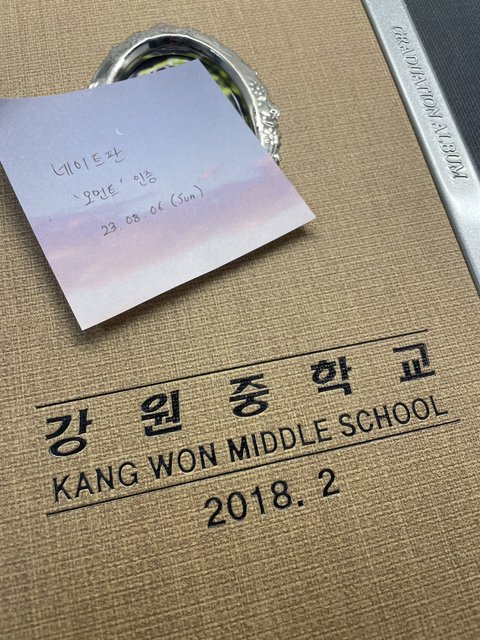 GRADUATION ALBUM
네이트판
'오먼트' 인증
23.08.06 (Sun)
강원중학교
KANG WON MIDDLE SCHOOL
2018. 2